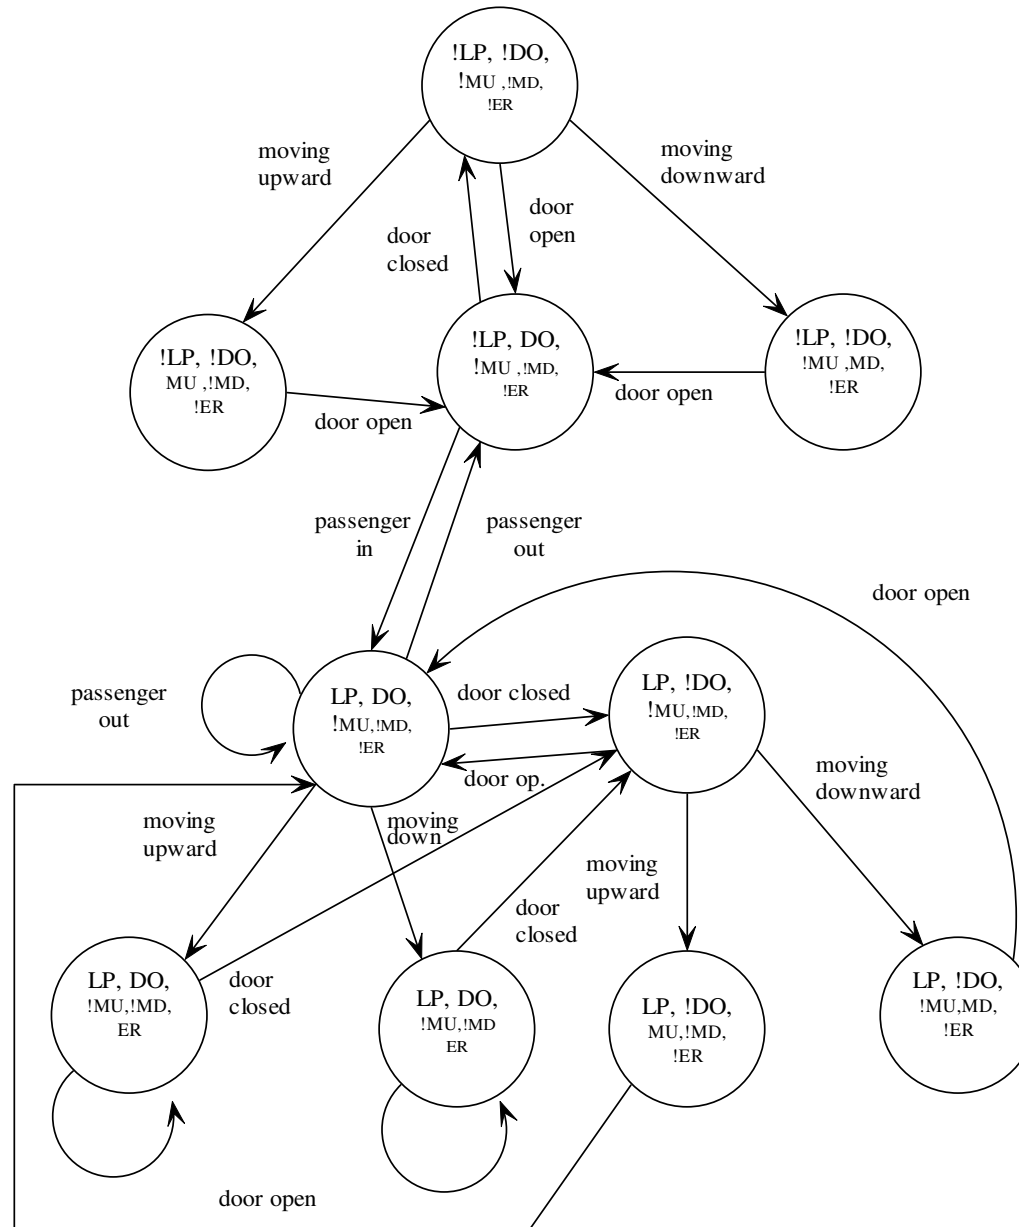 !LP, !DO,
!MU ,!MD,
!ER
moving
upward
moving
downward
door
open
door
closed
!LP, !DO,
MU ,!MD,
!ER
!LP, DO,
!MU ,!MD,
!ER
!LP, !DO,
!MU ,MD,
!ER
door open
door open
passenger
in
passenger
out
door open
passenger
out
LP, DO,
!MU,!MD,
!ER
door closed
LP, !DO,
!MU,!MD,
!ER
door op.
moving
downward
moving
upward
moving
down
moving
upward
door
closed
door
closed
LP, DO,
!MU,!MD,
ER
LP, DO,
!MU,!MD
ER
LP, !DO,
MU,!MD,
!ER
LP, !DO,
!MU,MD,
!ER
door open